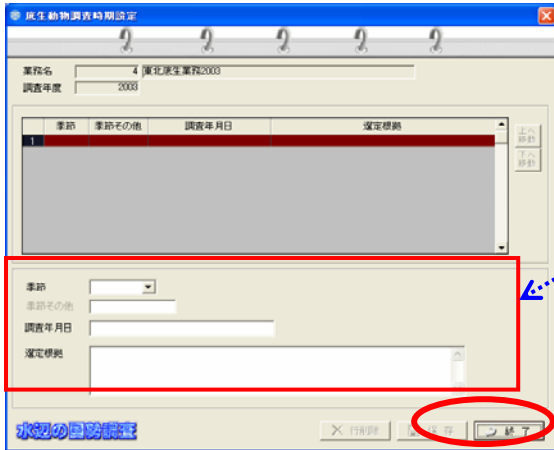 底生動物調査時期設定
業務名 4 東北底生業務2003
調査年度 2003
季節 季節その他 調査年月日 選定根拠
1
上へ移動
下へ移動
季節
季節その他
調査年月日
選定根拠
水辺の国勢調査
行削除 保存 終了